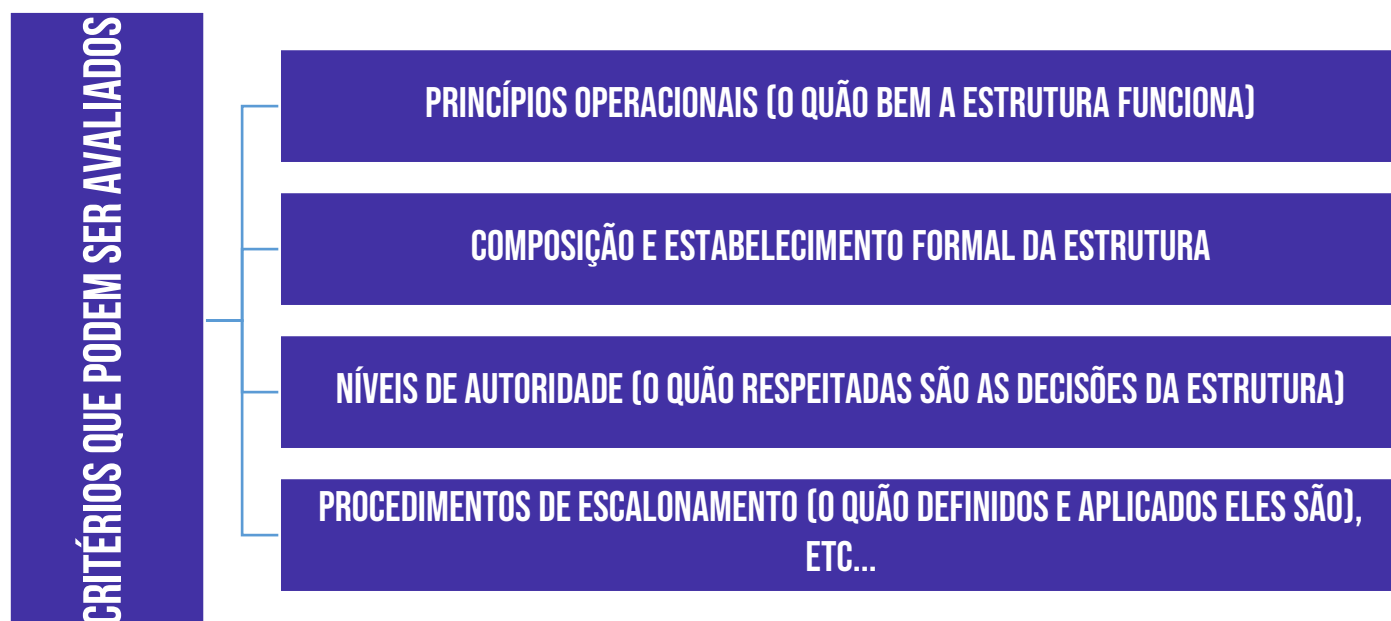 CRITÉRIOS QUE PODEM SER AVALIADOS
PRINCÍPIOS OPERACIONAIS (O QUÃO BEM A ESTRUTURA FUNCIONA)
COMPOSIÇÃO E ESTABELECIMENTO FORMAL DA ESTRUTURA
NÍVEIS DE AUTORIDADE (O QUÃO RESPEITADAS SÃO AS DECISÕES DA ESTRUTURA)
PROCEDIMENTOS DE ESCALONAMENTO (O QUÃO DEFINIDOS E APLICADOS ELES SÃO),
ETC...